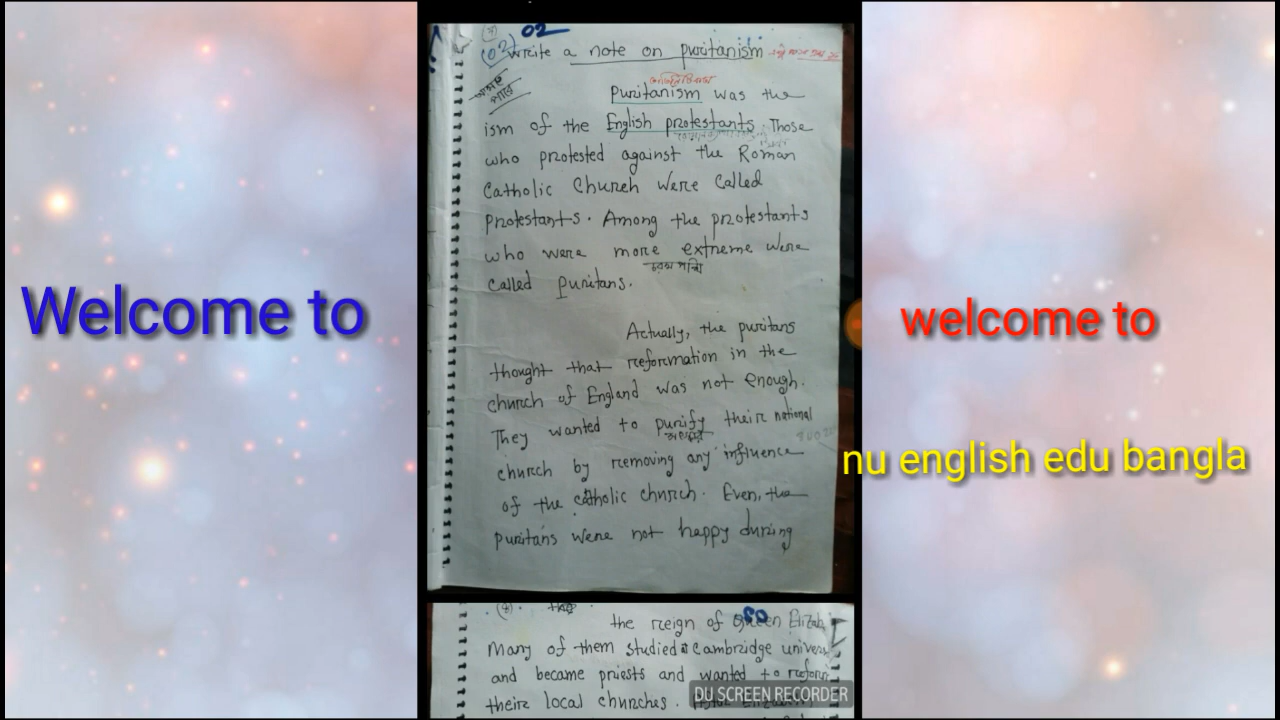 Welcome to
02
(02) Write a note on puritanism
Puritanism was the
ism of the English protestants. Those
who protested against the Roman
Catholic Church were called
protestants. Among the protestants
who were more extreme were
চরম পন্থি
called puritans.
Actually, the puritans
thought that reformation in the
church of England was not enough.
They wanted to purify their national
church by removing any influence
of the catholic church. Even, the
puritans were not happy during
the reign of Queen Elizab
Many of them studied at Cambridge univers
and became priests and wanted to reform
their local churches.
DU SCREEN RECORDER
welcome to
nu english edu bangla